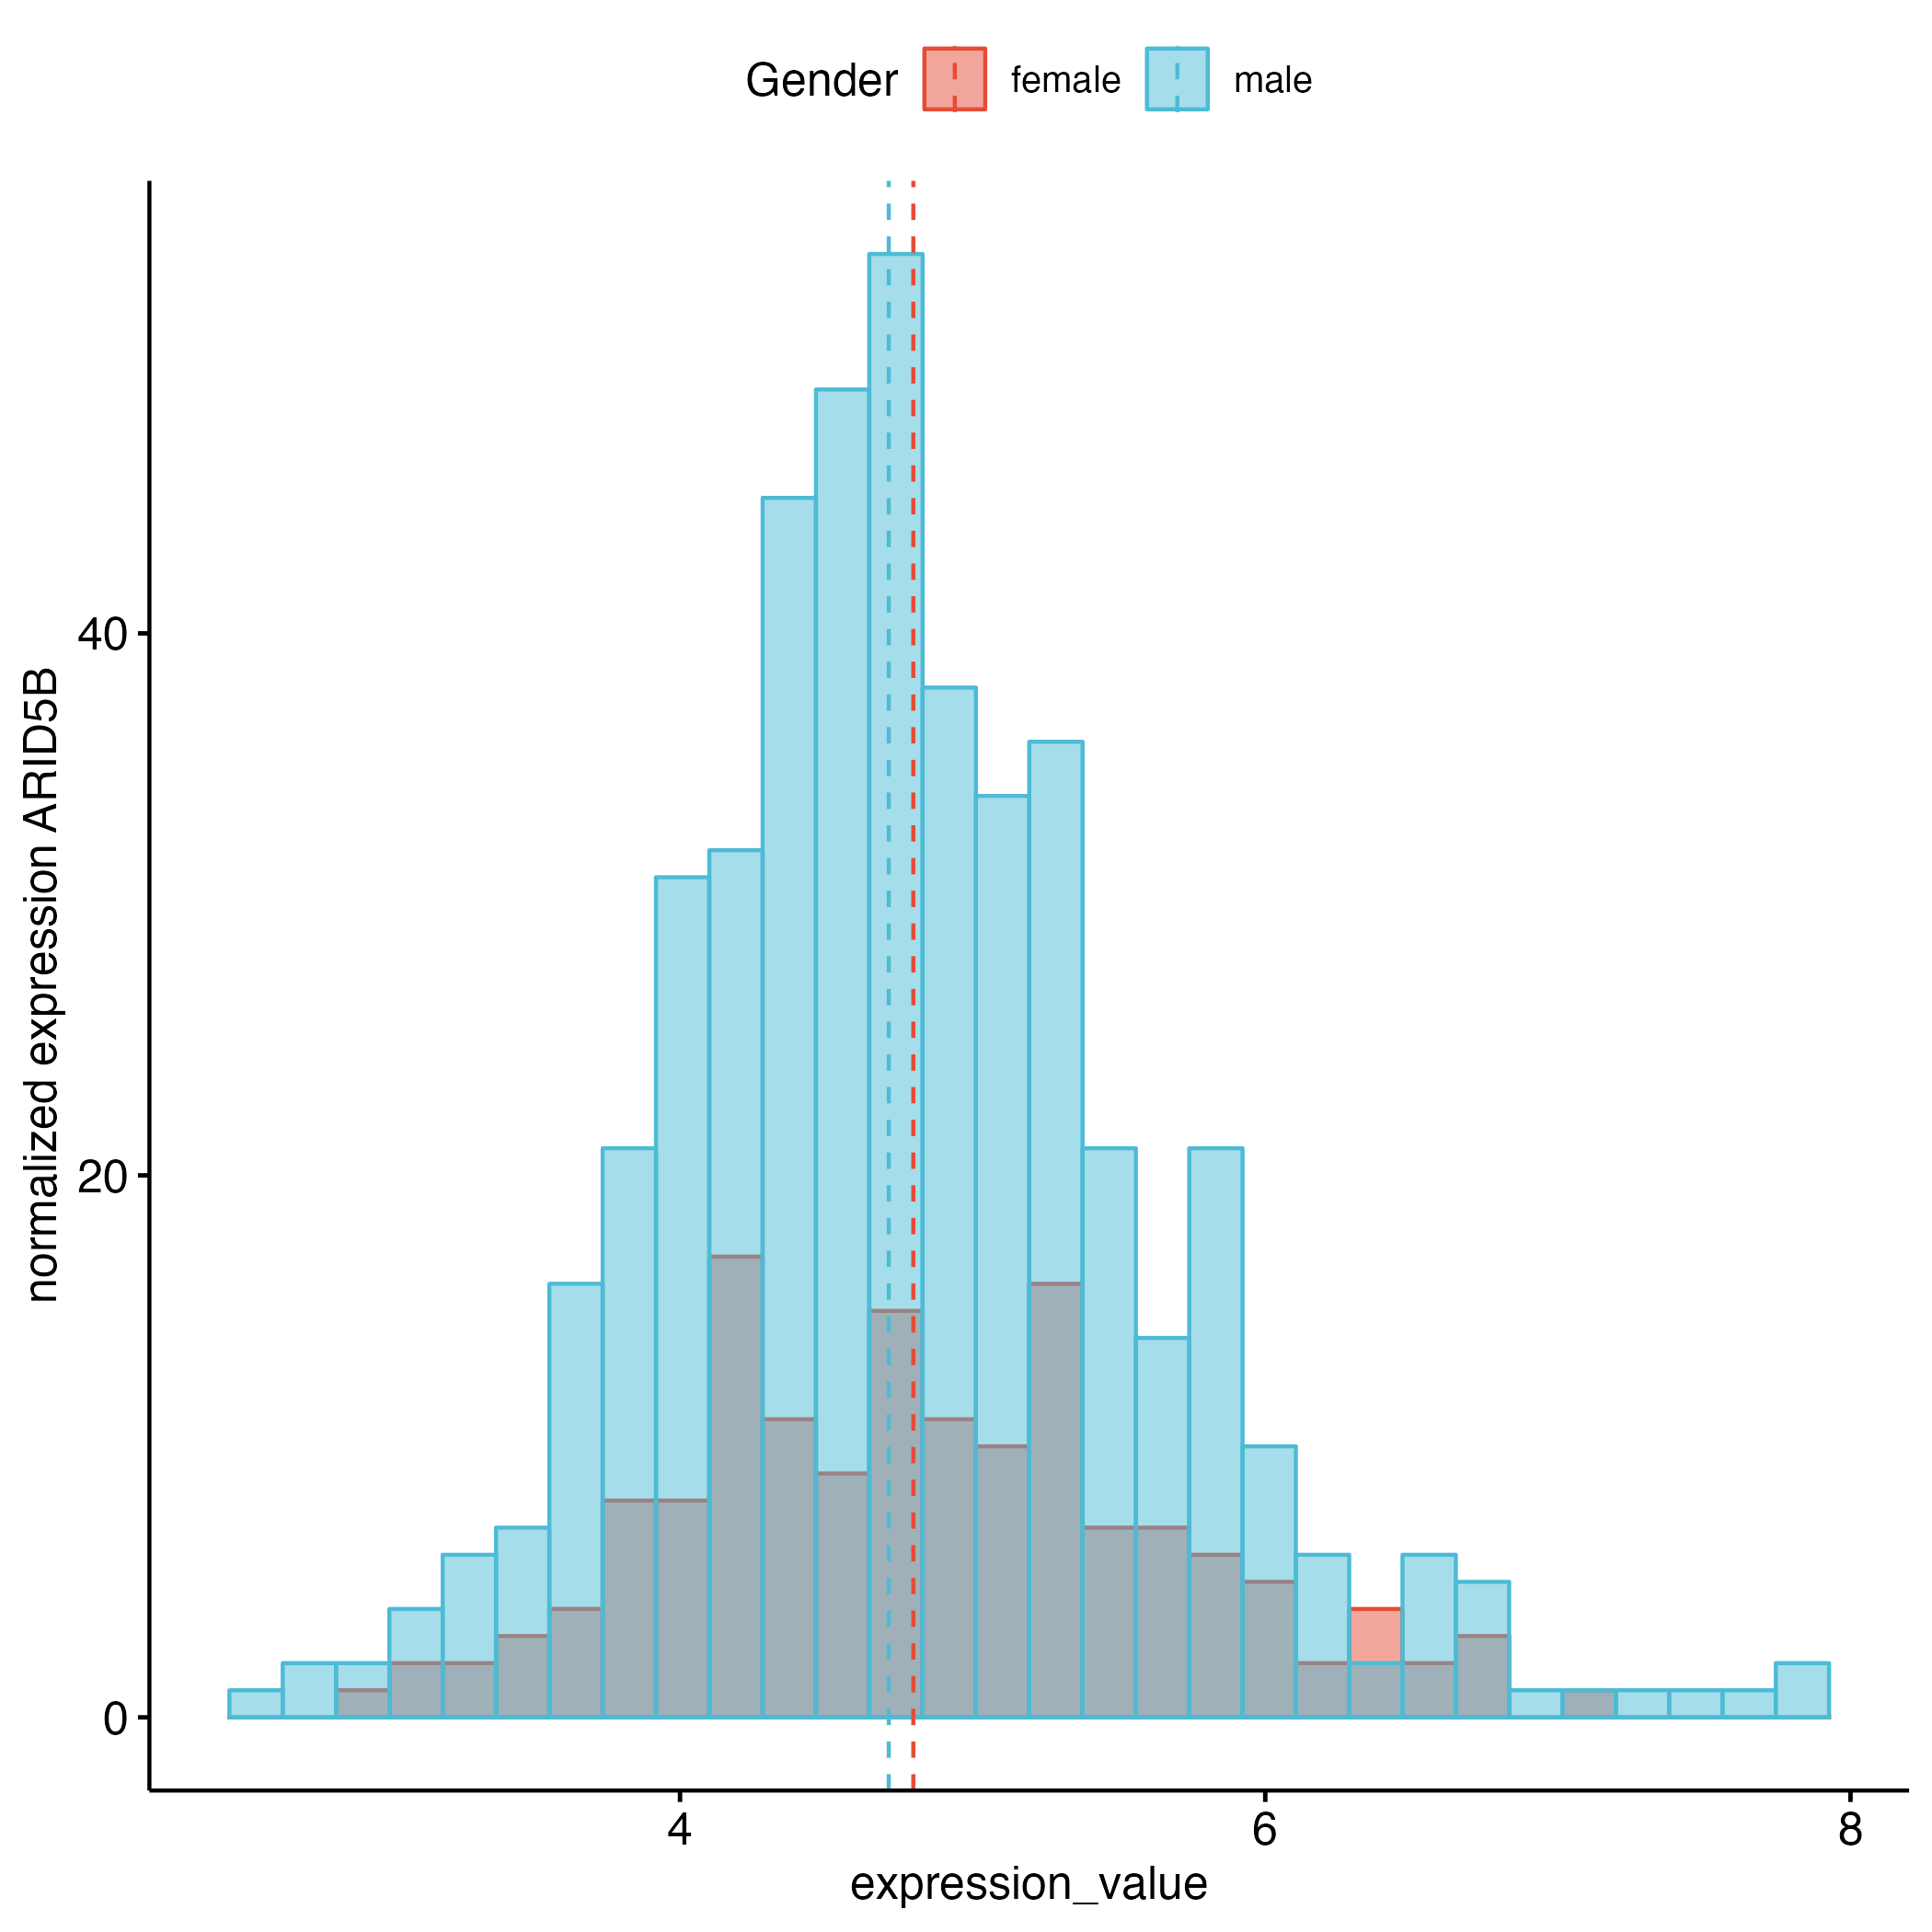 Gender female male
normalized expression ARID5B
40
20
0
4 6 8
expression_value